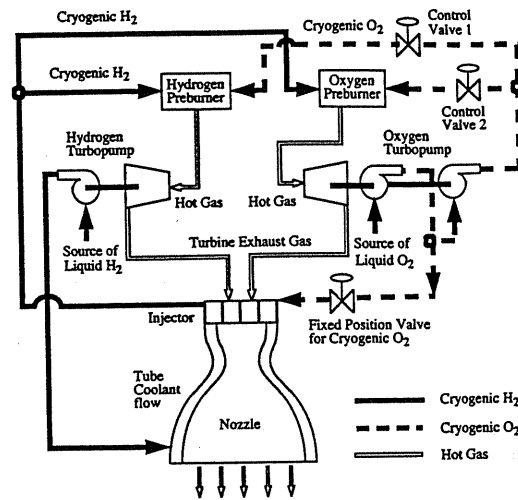 Cryogenic H2
Cryogenic O2
Control
Valve 1
Cryogenic H2
Hydrogen
Preburner
Oxygen
Preburner
Control
Valve 2
Hydrogen
Turbopump
Oxygen
Turbopump
Hot Gas
Hot Gas
Source of
Liquid H2
Turbine Exhaust Gas
Source of
Liquid O2
Injector
Fixed Position Valve
for Cryogenic O2
Tube
Coolant
flow
Nozzle
Cryogenic H2
Cryogenic O2
Hot Gas